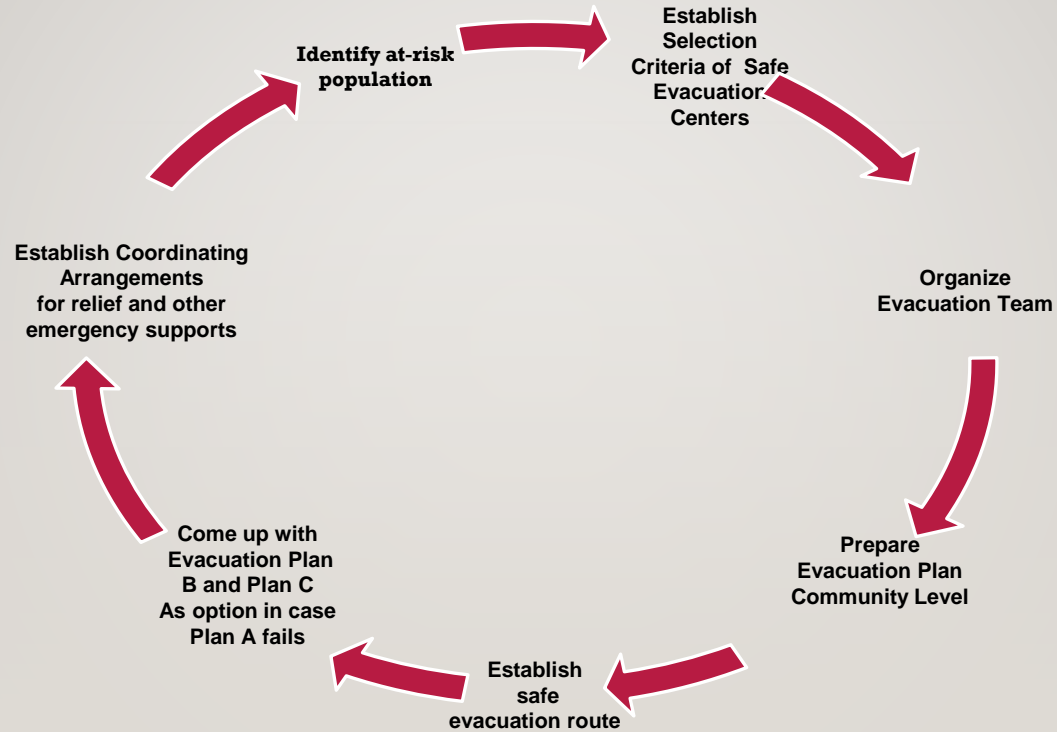 Identify at-risk
population
Establish
Selection
Criteria of Safe
Evacuation
Centers
Organize
Evacuation Team
Prepare
Evacuation Plan
Community Level
Establish
safe
evacuation route
Come up with
Evacuation Plan
B and Plan C
As option in case
Plan A fails
Establish Coordinating
Arrangements
for relief and other
emergency supports